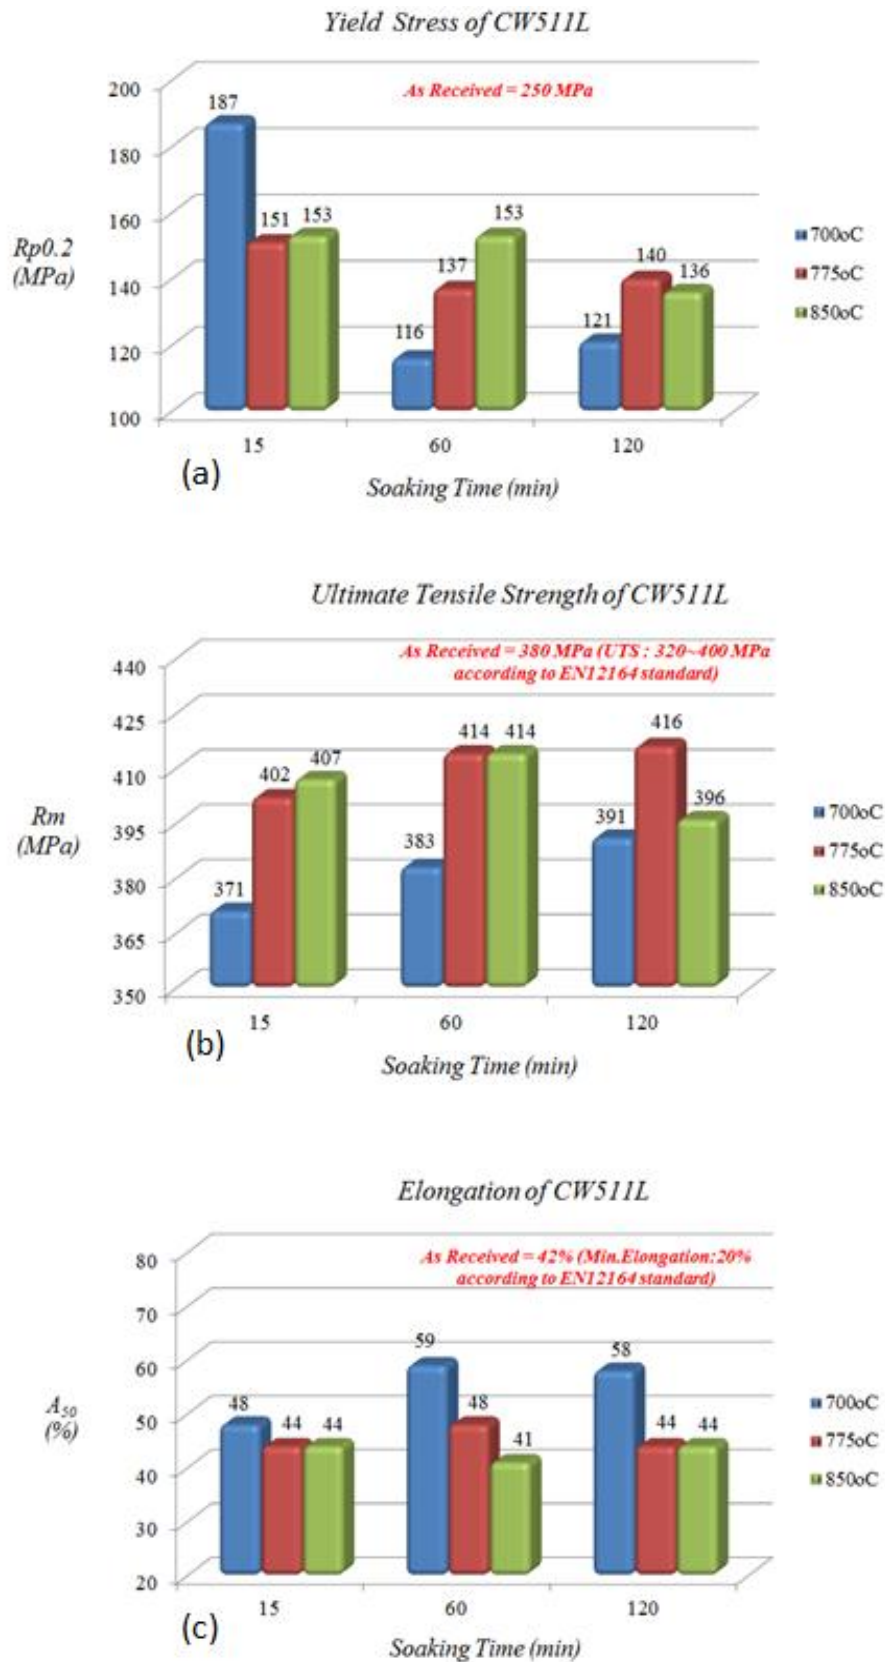 Yield Stress of CW511L
As Received = 250 MPa
200
180
160
140
120
100
Rp0.2
(MPa)
187
151
153
116
137
153
121
140
136
700oC
775oC
850oC
15
60
120
(a)
Soaking Time (min)
Ultimate Tensile Strength of CW511L
As Received = 380 MPa (UTS : 320~400 MPa
according to EN12164 standard)
440
425
410
395
380
365
350
Rm
(MPa)
371
402
407
383
414
414
391
416
396
700oC
775oC
850oC
15
60
120
(b)
Soaking Time (min)
Elongation of CW511L
As Received = 42% (Min.Elongation:20%
according to EN12164 standard)
80
70
60
50
40
30
20
A50
(%)
48
44
44
59
48
41
58
44
44
700oC
775oC
850oC
15
60
120
(c)
Soaking Time (min)